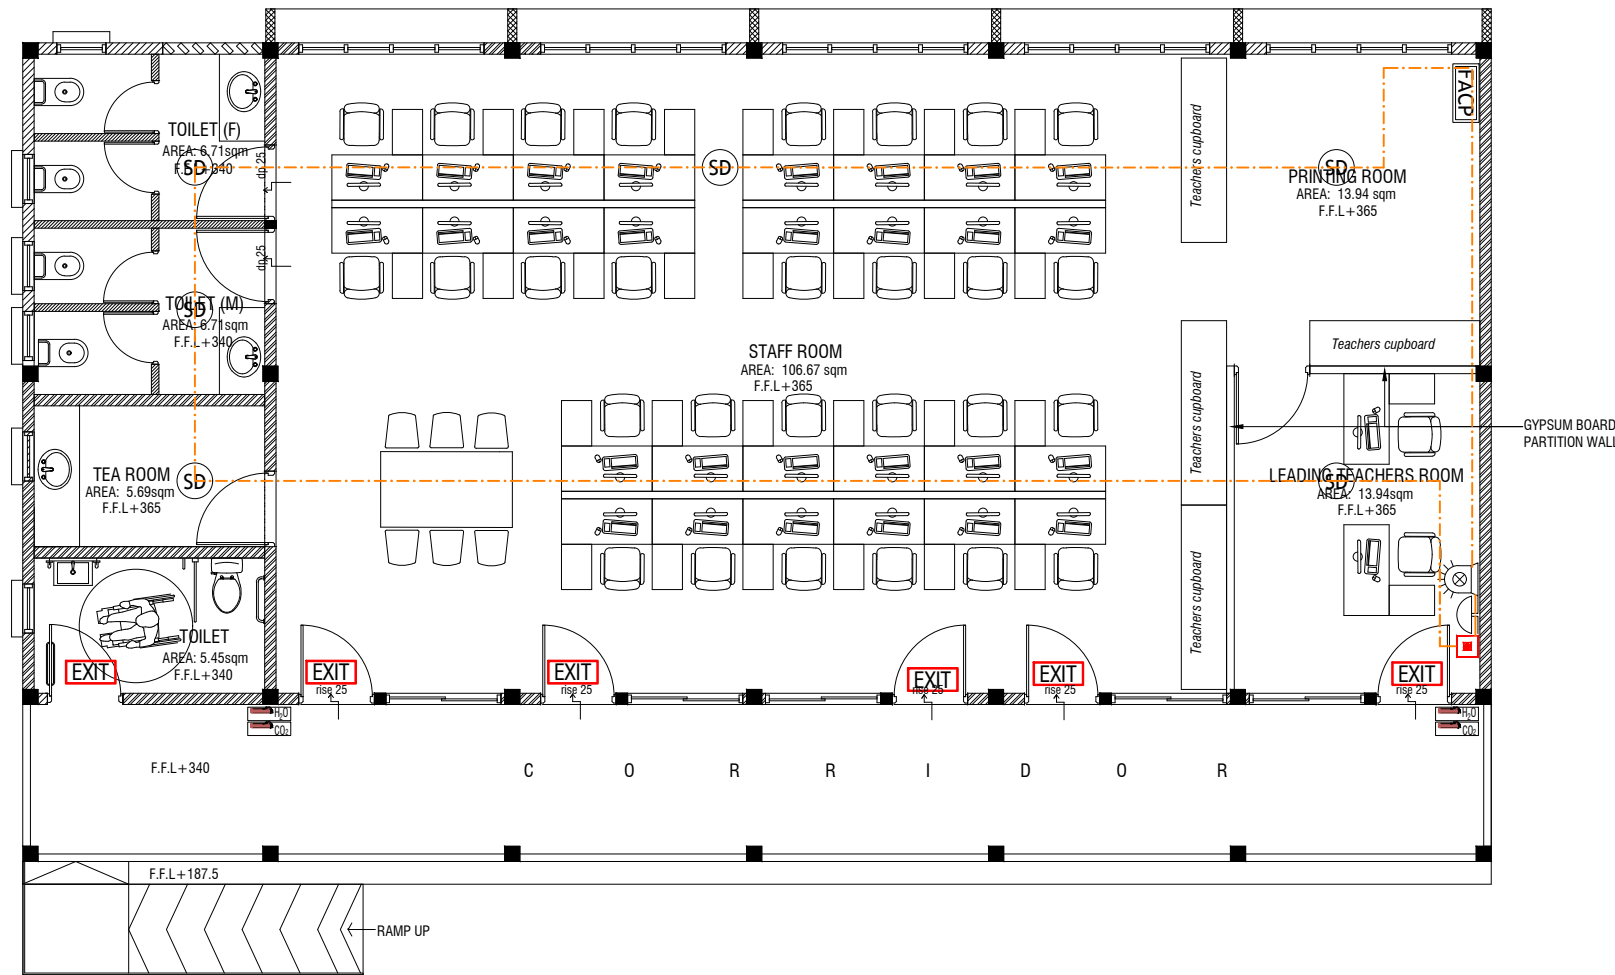 FACP
TOILET (F)
AREA: 6.71sqm
F.F.L+340
SD
dn 25
SD
SD
PRINTING ROOM
AREA: 13.94 sqm
F.F.L+365
Teachers cupboard
dn 25
TOILET (M)
SD
AREA: 6.71sqm
F.F.L+340
STAFF ROOM
AREA: 106.67 sqm
F.F.L+365
Teachers cupboard
Teachers cupboard
GYPSUM BOARD
PARTITION WALL
TEA ROOM
AREA: 5.69sqm
F.F.L+365
SD
LEADING TEACHERS ROOM
SD
AREA: 13.94sqm
F.F.L+365
Teachers cupboard
TOILET
AREA: 5.45sqm
F.F.L+340
EXIT
EXIT
rise 25
EXIT
rise 25
EXIT
rise 25
EXIT
rise 25
EXIT
rise 25
H2O
CO2
H2O
CO2
F.F.L+340
C O R R I D O R
F.F.L+187.5
RAMP UP